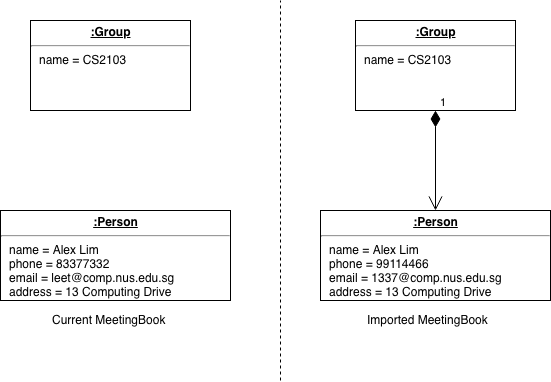 :Group
name = CS2103
:Person
name = Alex Lim
phone = 83377332
email = leet@comp.nus.edu.sg
address = 13 Computing Drive
Current MeetingBook
:Group
name = CS2103
1
:Person
name = Alex Lim
phone = 99114466
email = 1337@comp.nus.edu.sg
address = 13 Computing Drive
Imported MeetingBook